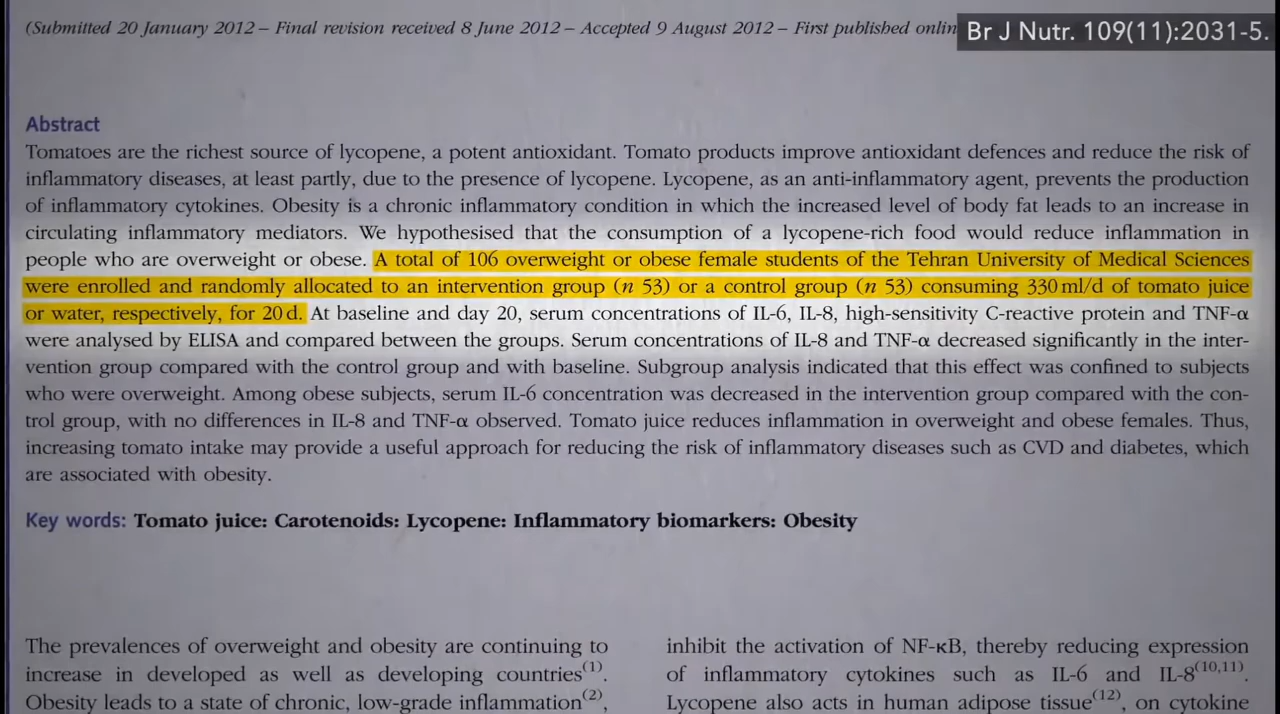 (Submitted 20 January 2012 – Final revision received 8 June 2012 – Accepted 9 August 2012 – First published onlin
Br J Nutr. 109(11):2031-5.
Abstract
Tomatoes are the richest source of lycopene, a potent antioxidant. Tomato products improve antioxidant defences and reduce the risk of
inflammatory diseases, at least partly, due to the presence of lycopene. Lycopene, as an anti-inflammatory agent, prevents the production
of inflammatory cytokines. Obesity is a chronic inflammatory condition in which the increased level of body fat leads to an increase in
circulating inflammatory mediators. We hypothesised that the consumption of a lycopene-rich food would reduce inflammation in
people who are overweight or obese. A total of 106 overweight or obese female students of the Tehran University of Medical Sciences
were enrolled and randomly allocated to an intervention group (n 53) or a control group (n 53) consuming 330 ml/d of tomato juice
or water, respectively, for 20 d. At baseline and day 20, serum concentrations of IL-6, IL-8, high-sensitivity C-reactive protein and TNF-α
were analysed by ELISA and compared between the groups. Serum concentrations of IL-8 and TNF-α decreased significantly in the inter-
vention group compared with the control group and with baseline. Subgroup analysis indicated that this effect was confined to subjects
who were overweight. Among obese subjects, serum IL-6 concentration was decreased in the intervention group compared with the con-
trol group, with no differences in IL-8 and TNF-α observed. Tomato juice reduces inflammation in overweight and obese females. Thus,
increasing tomato intake may provide a useful approach for reducing the risk of inflammatory diseases such as CVD and diabetes, which
are associated with obesity.
Key words: Tomato juice: Carotenoids: Lycopene: Inflammatory biomarkers: Obesity
The prevalences of overweight and obesity are continuing to
increase in developed as well as developing countries(1).
Obesity leads to a state of chronic, low-grade inflammation(2),
inhibit the activation of NF-κB, thereby reducing expression
of inflammatory cytokines such as IL-6 and IL-8(10,11).
Lycopene also acts in human adipose tissue(12), on cytokine